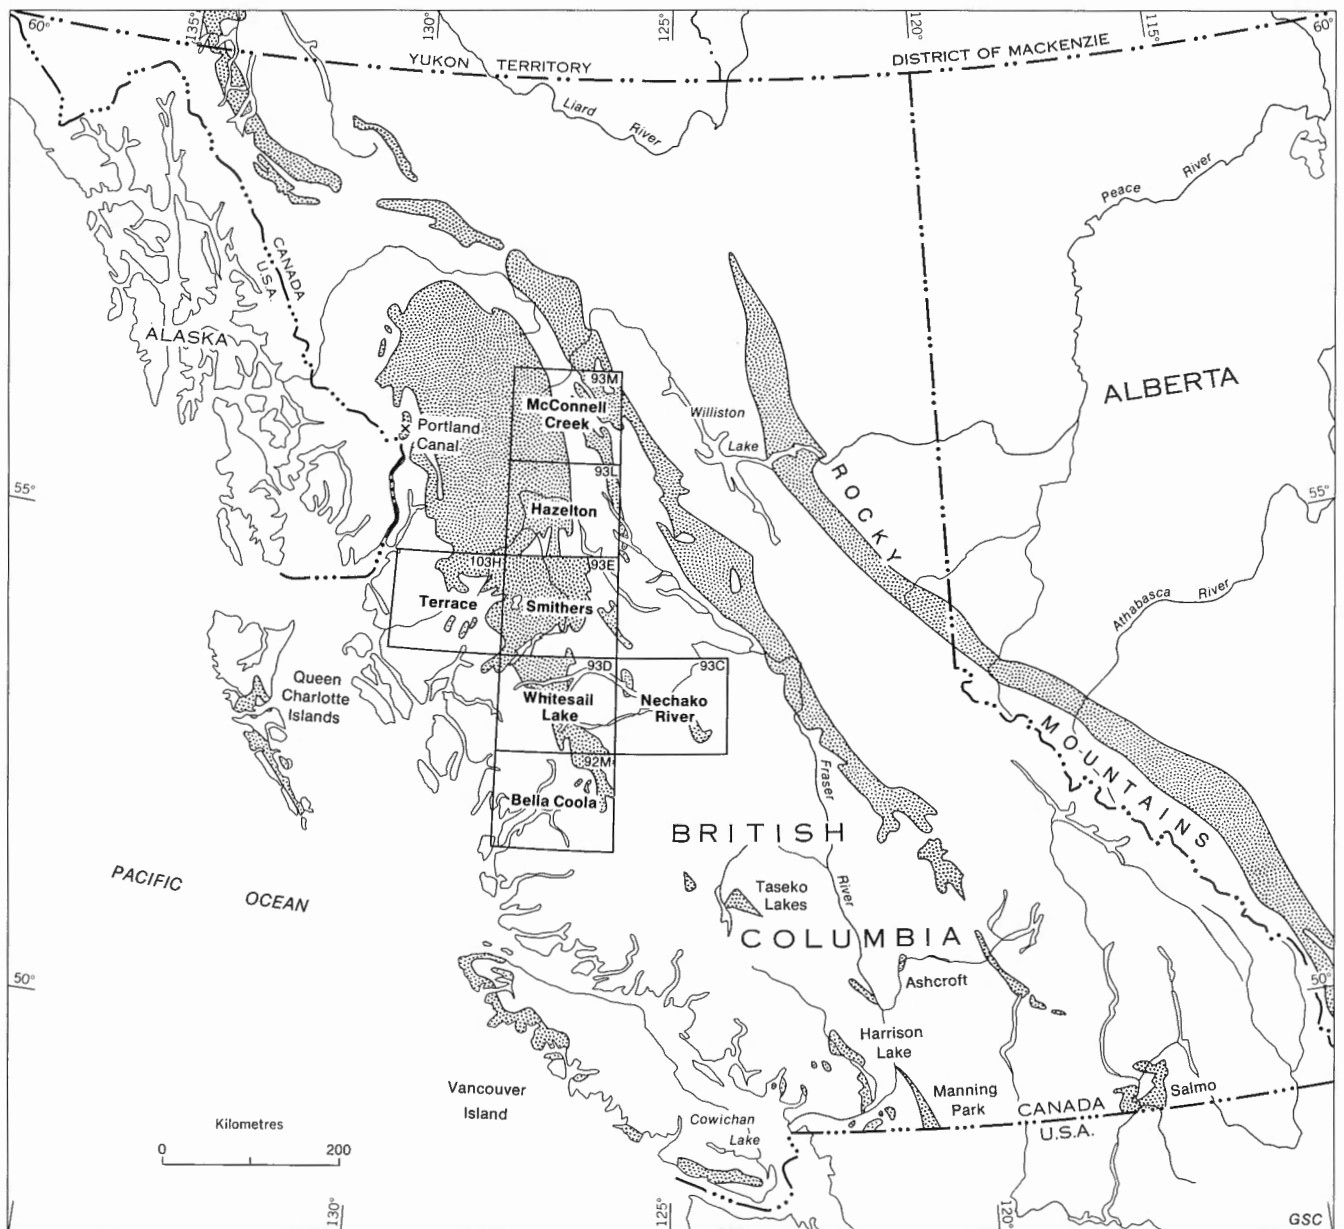 60°
135°
130°
125°
120°
115°
60°
YUKON TERRITORY
DISTRICT OF MACKENZIE
Liard
River
Peace River
CANADA
U.S.A.
ALASKA
ALBERTA
93M
McConnell
Creek
Williston
Lake
Portland
Canal
ROCKY
93L
Hazelton
55°
55°
103H
93E
Terrace
Smithers
Athabasca River
93D
93C
Queen
Charlotte
Islands
Whitesail
Lake
Nechako
River
MOUNTAINS
92M
Bella Coola
Fraser
River
BRITISH
PACIFIC OCEAN
Taseko
Lakes
COLUMBIA
Ashcroft
50°
50°
Harrison
Lake
Vancouver
Island
Manning
Park
Salmo
CANADA
U.S.A.
Cowichan
Lake
Kilometres
0 200
130°
125°
120°
GSC